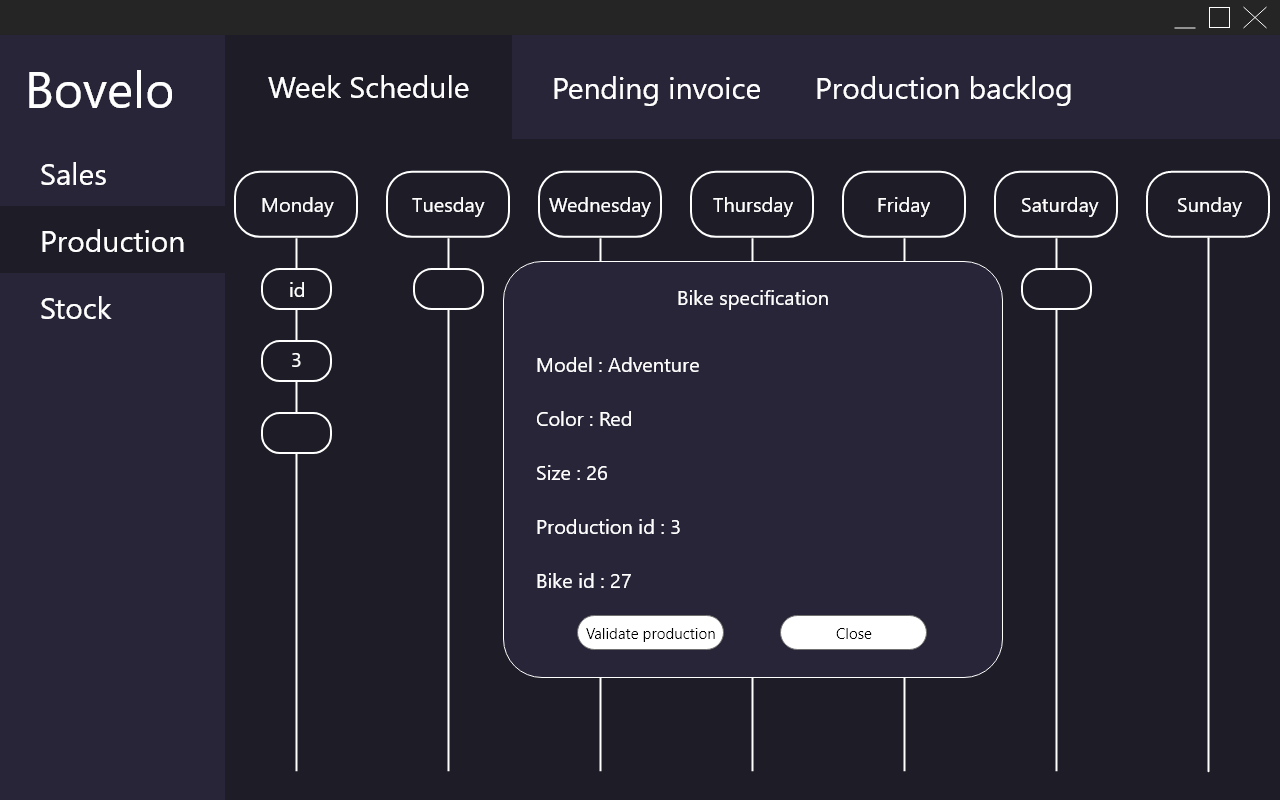 Bovelo
Sales
Production
Stock
Week Schedule
Pending invoice
Production backlog
Monday
Tuesday
Wednesday
Thursday
Friday
Saturday
Sunday
id
3
Bike specification
Model : Adventure
Color : Red
Size : 26
Production id : 3
Bike id : 27
Validate production
Close